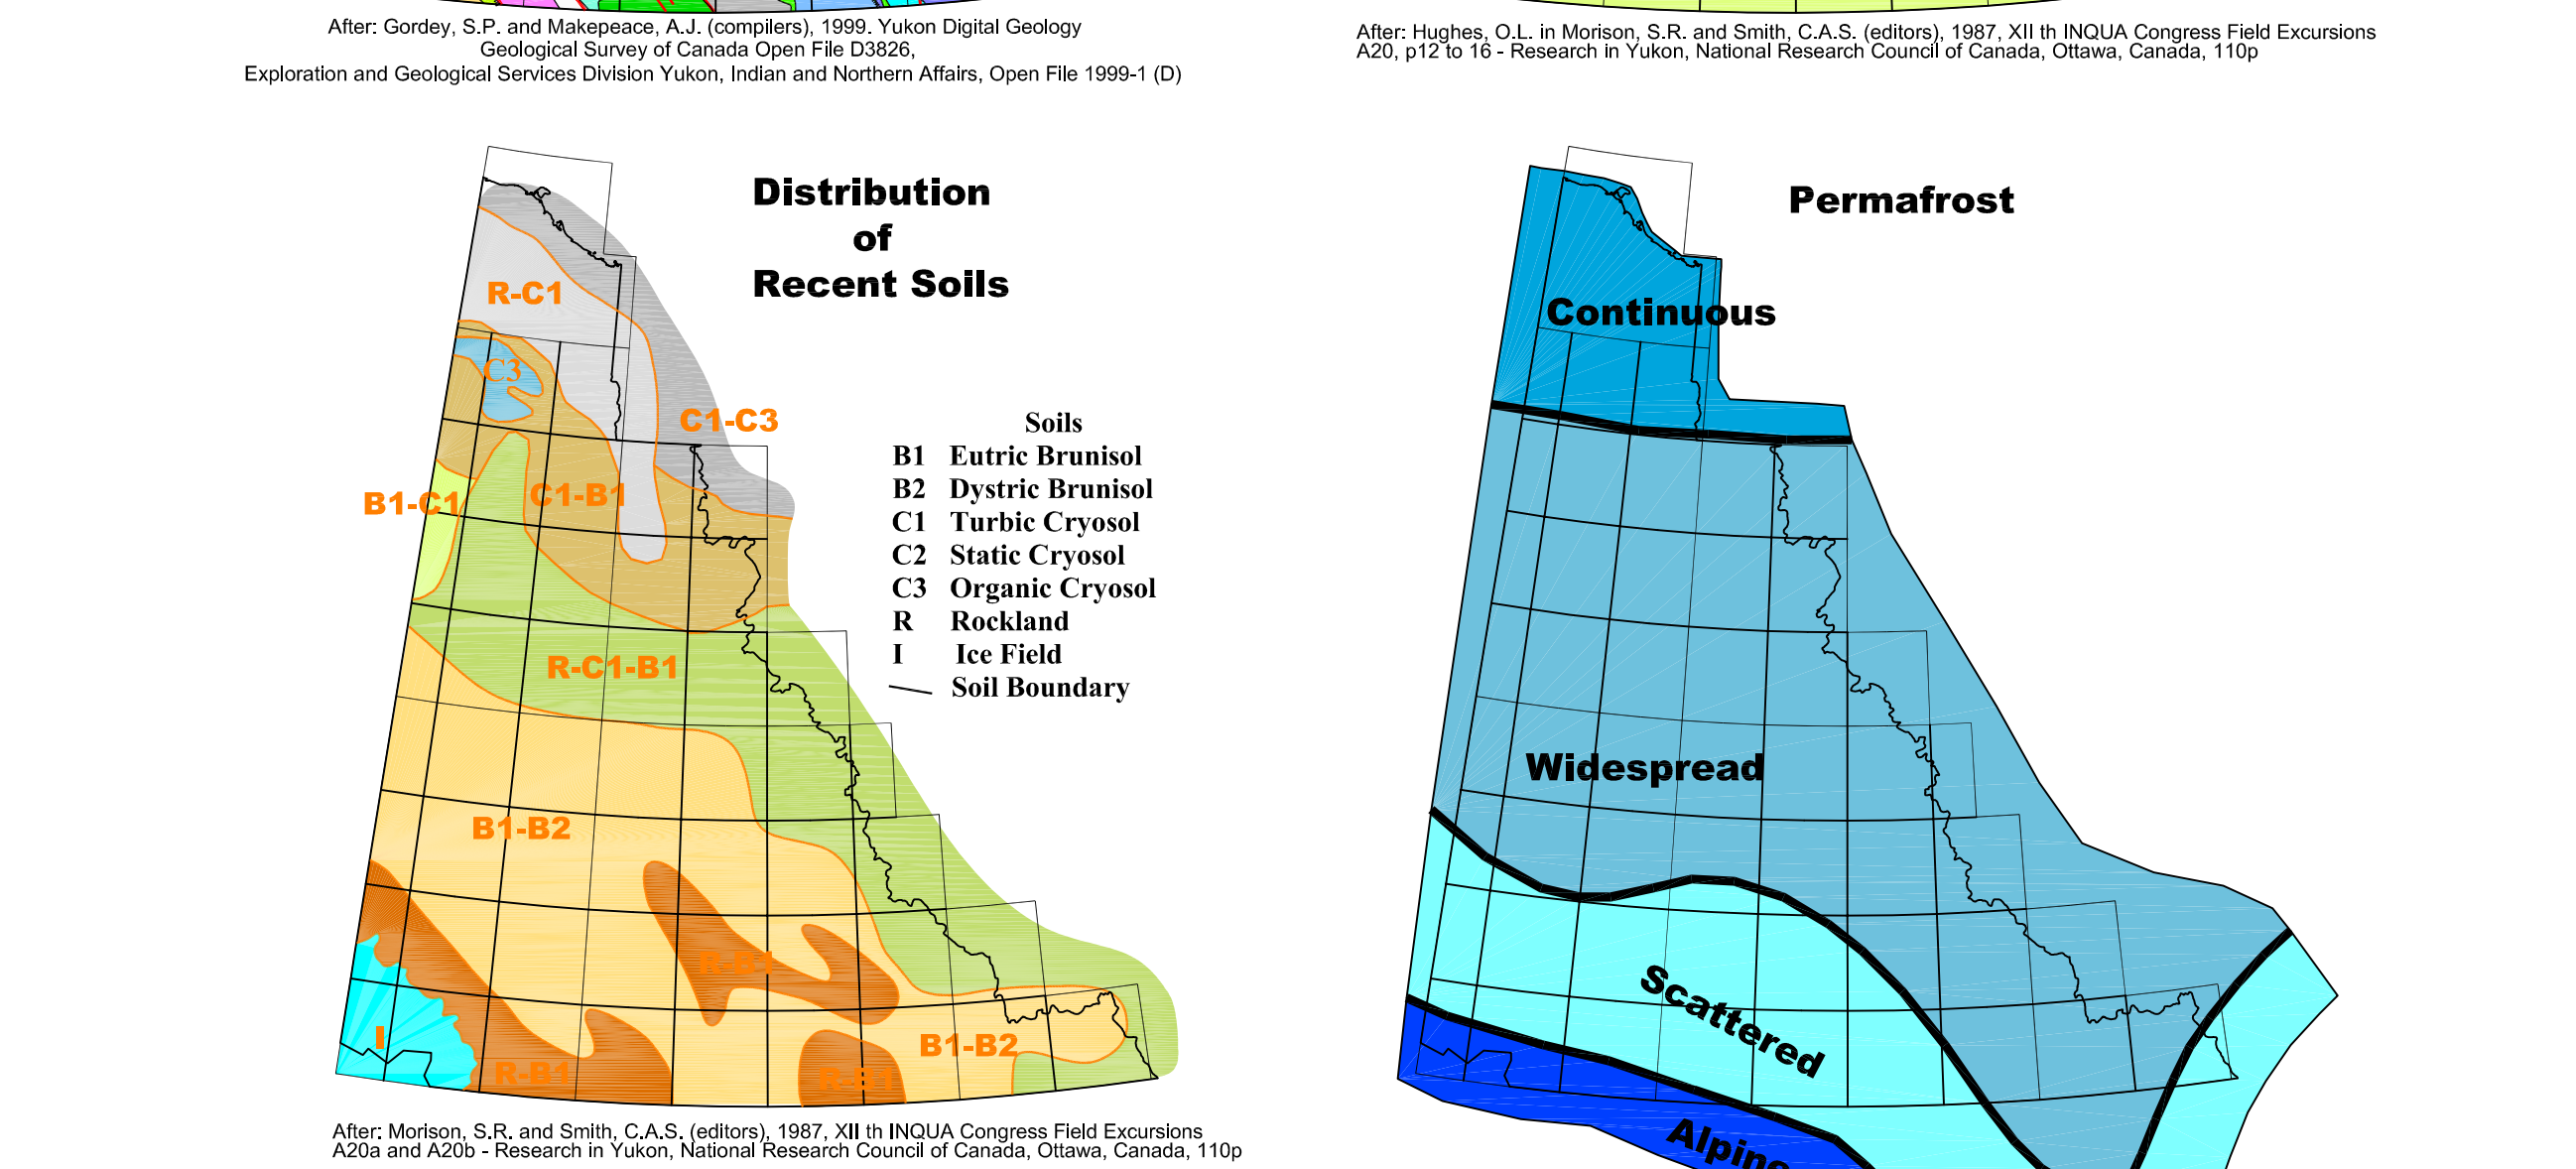 After: Gordey, S.P. and Makepeace, A.J. (compilers), 1999. Yukon Digital Geology
Geological Survey of Canada Open File D3826,
Exploration and Geological Services Division Yukon, Indian and Northern Affairs, Open File 1999-1 (D)
After: Hughes, O.L. in Morison, S.R. and Smith, C.A.S. (editors), 1987, XII th INQUA Congress Field Excursions
A20, p12 to 16 - Research in Yukon, National Research Council of Canada, Ottawa, Canada, 110p
Distribution
of
Recent Soils
R-C1
C3
C1-C3
B1-C1
C1-B1
R-C1-B1
B1-B2
R-B1
I
R-B1
R-B1
B1-B2
Soils
B1 Eutric Brunisol
B2 Dystric Brunisol
C1 Turbic Cryosol
C2 Static Cryosol
C3 Organic Cryosol
R Rockland
I Ice Field
Soil Boundary
After: Morison, S.R. and Smith, C.A.S. (editors), 1987, XII th INQUA Congress Field Excursions
A20a and A20b - Research in Yukon, National Research Council of Canada, Ottawa, Canada, 110p
Permafrost
Continuous
Widespread
Scattered
Alpine